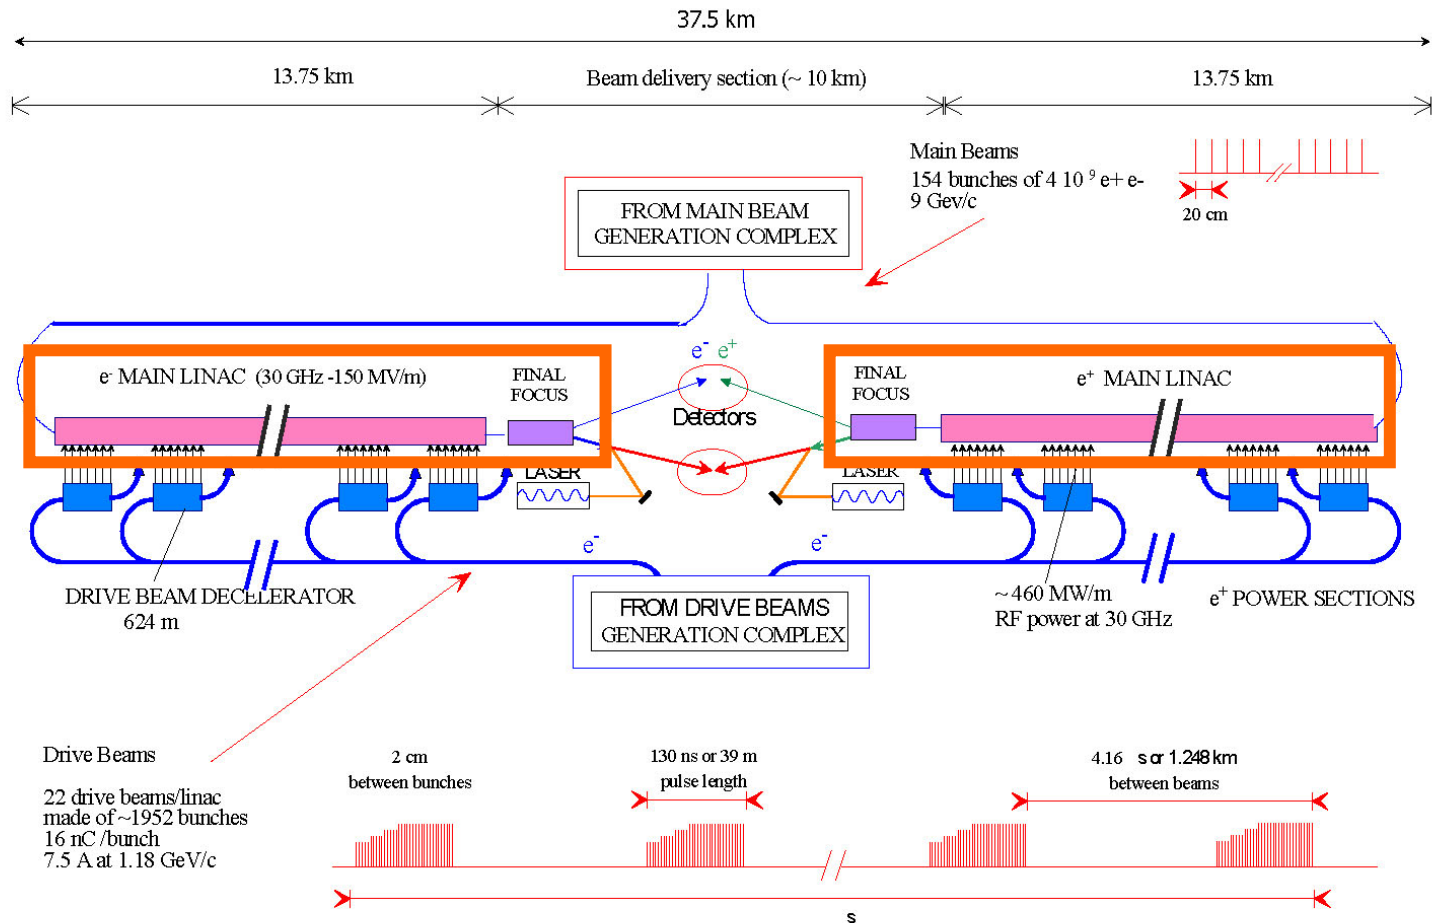 37.5 km
13.75 km
Beam delivery section (~ 10 km)
13.75 km
Main Beams
154 bunches of 4 10 ⁹ e+ e-
9 Gev/c
20 cm
FROM MAIN BEAM
GENERATION COMPLEX
e⁻ e⁺
e⁻ MAIN LINAC (30 GHz -150 MV/m)
FINAL
FOCUS
Detectors
FINAL
FOCUS
e⁺ MAIN LINAC
LASER
LASER
e⁻
e⁻
DRIVE BEAM DECELERATOR
624 m
FROM DRIVE BEAMS
GENERATION COMPLEX
~ 460 MW/m
RF power at 30 GHz
e⁺ POWER SECTIONS
Drive Beams
22 drive beams/linac
made of ~1952 bunches
16 nC /bunch
7.5 A at 1.18 GeV/c
2 cm
between bunches
130 ns or 39 m
pulse length
4.16 s or 1.248 km
between beams
s